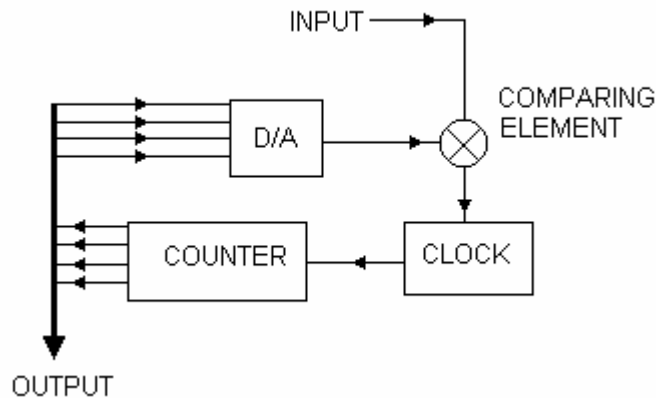 INPUT
COMPARING
ELEMENT
D/A
COUNTER
CLOCK
OUTPUT